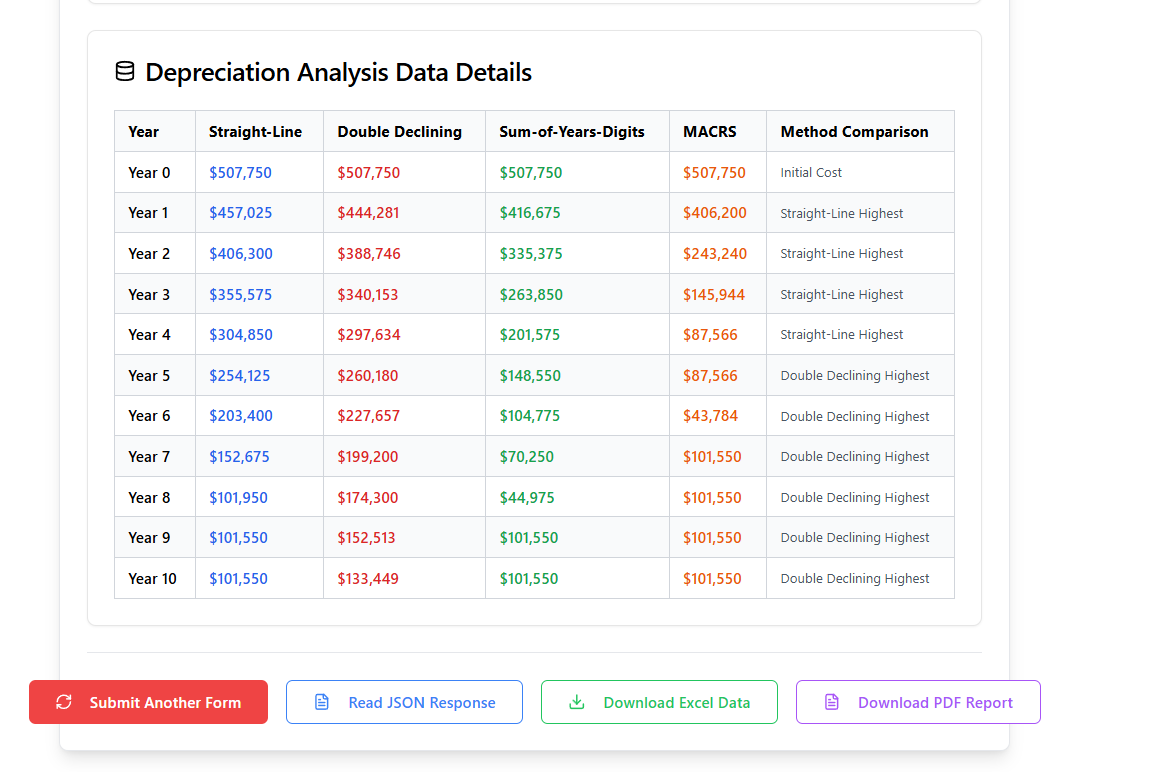 Depreciation Analysis Data Details
Year Straight-Line Double Declining Sum-of-Years-Digits MACRS Method Comparison
Year 0 $507,750 $507,750 $507,750 $507,750 Initial Cost
Year 1 $457,025 $444,281 $416,675 $406,200 Straight-Line Highest
Year 2 $406,300 $388,746 $335,375 $243,240 Straight-Line Highest
Year 3 $355,575 $340,153 $263,850 $145,944 Straight-Line Highest
Year 4 $304,850 $297,634 $201,575 $87,566 Straight-Line Highest
Year 5 $254,125 $260,180 $148,550 $87,566 Double Declining Highest
Year 6 $203,400 $227,657 $104,775 $43,784 Double Declining Highest
Year 7 $152,675 $199,200 $70,250 $101,550 Double Declining Highest
Year 8 $101,950 $174,300 $44,975 $101,550 Double Declining Highest
Year 9 $101,550 $152,513 $101,550 $101,550 Double Declining Highest
Year 10 $101,550 $133,449 $101,550 $101,550 Double Declining Highest
Submit Another Form Read JSON Response Download Excel Data Download PDF Report